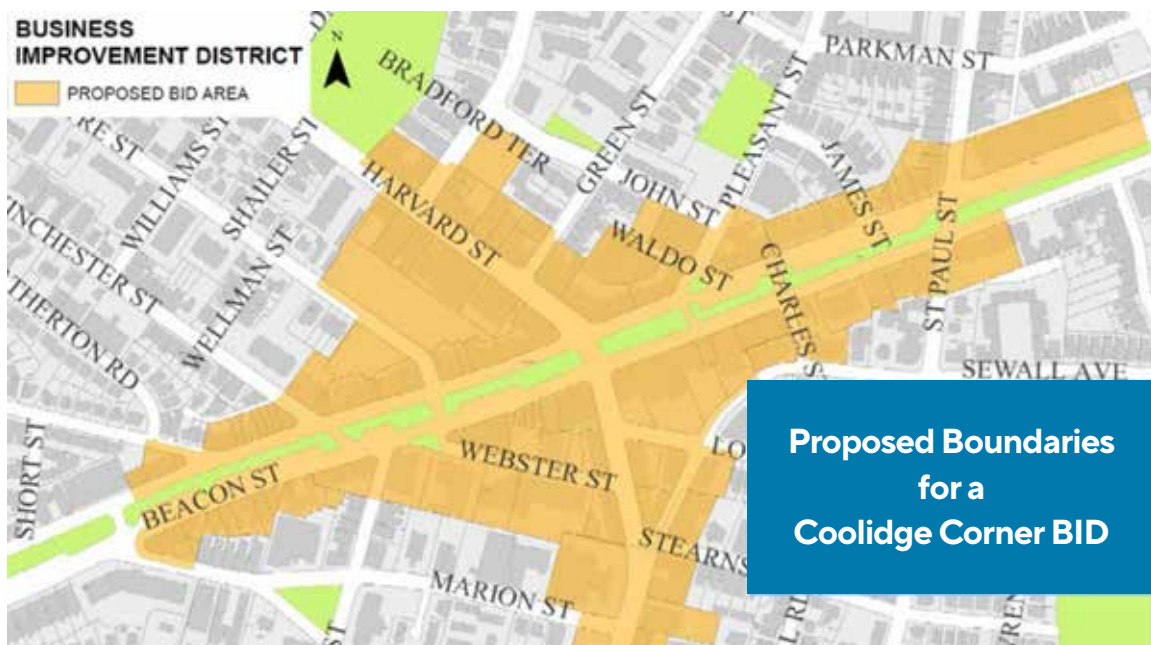 BUSINESS
IMPROVEMENT DISTRICT
PROPOSED BID AREA
N
PARKMAN ST
BRADFORD TER
GREEN ST
PLEASANT ST
JOHN ST
JAMES ST
WILLIAMS ST
SHAILER ST
HARVARD ST
WALDO ST
CHARLES S
ST PAUL ST
WELLMAN ST
SEWALL AVE
SHORT ST
BEACON ST
WEBSTER ST
STEARNS
MARION ST
Proposed Boundaries
for a
Coolidge Corner BID